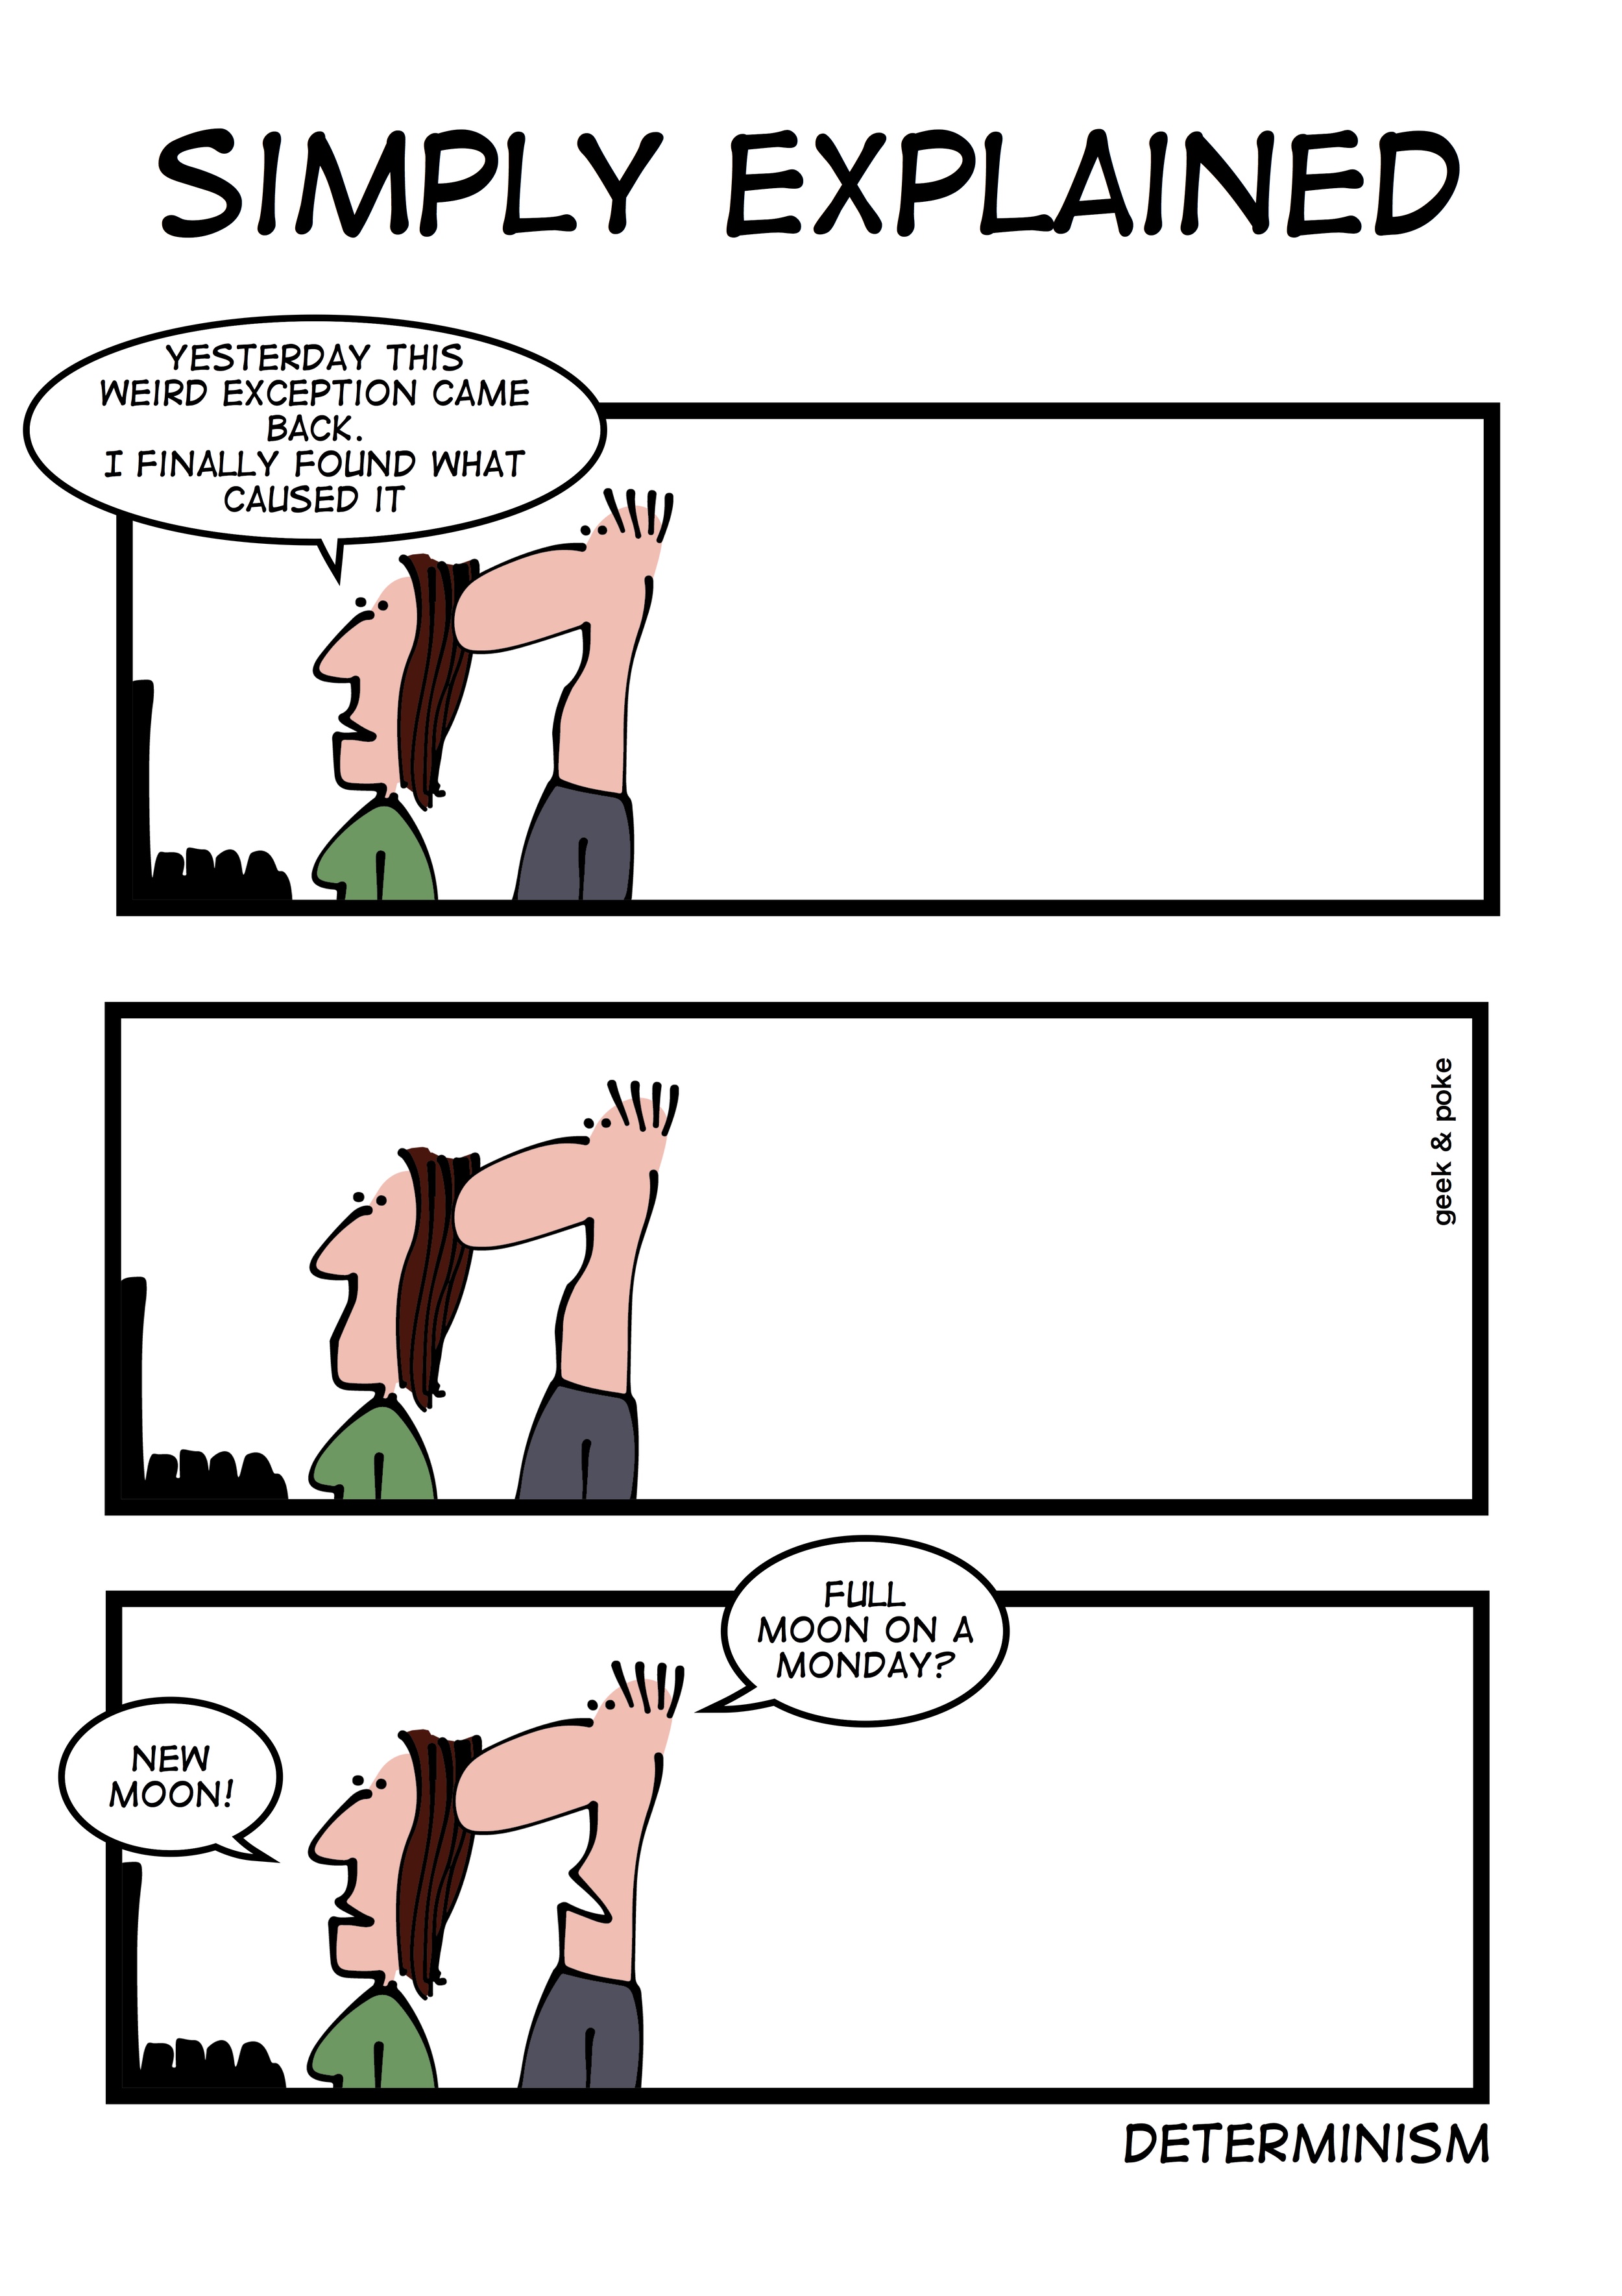 SIMPLY EXPLAINED
YESTERDAY THIS
WEIRD EXCEPTION CAME
BACK.
I FINALLY FOUND WHAT
CAUSED IT
geek & poke
FULL
MOON ON A
MONDAY?
NEW
MOON!
DETERMINISM